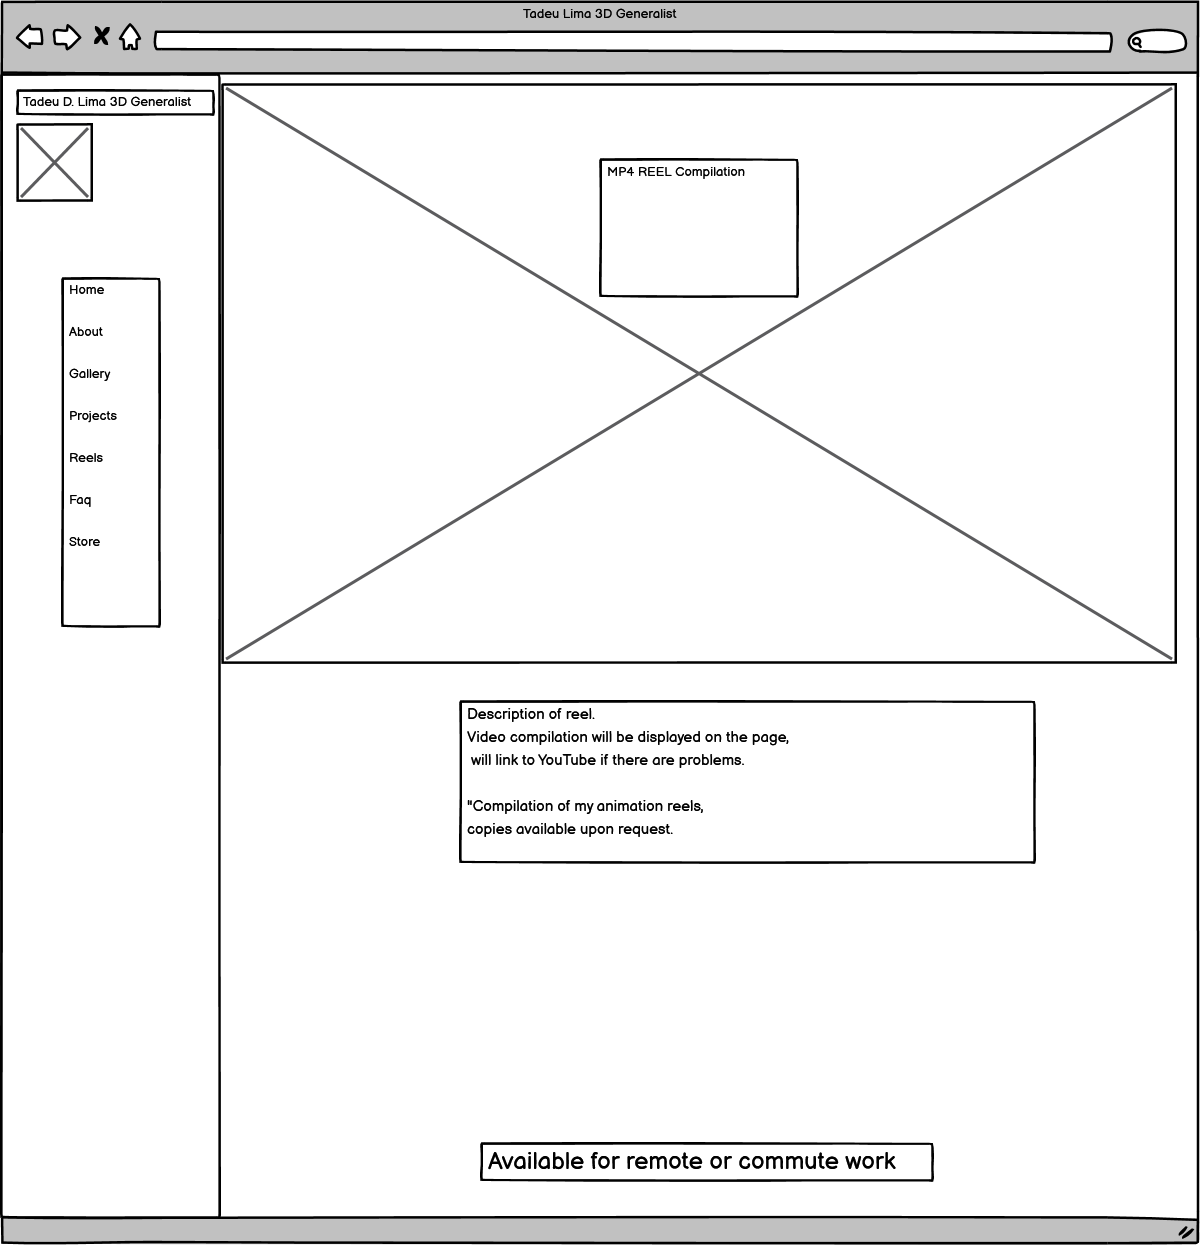 Tadeu Lima 3D Generalist
Tadeu D. Lima 3D Generalist
MP4 REEL Compilation
Home
About
Gallery
Projects
Reels
Faq
Store
Description of reel.
Video compilation will be displayed on the page,
will link to YouTube if there are problems.
"Compilation of my animation reels,
copies available upon request.
Available for remote or commute work